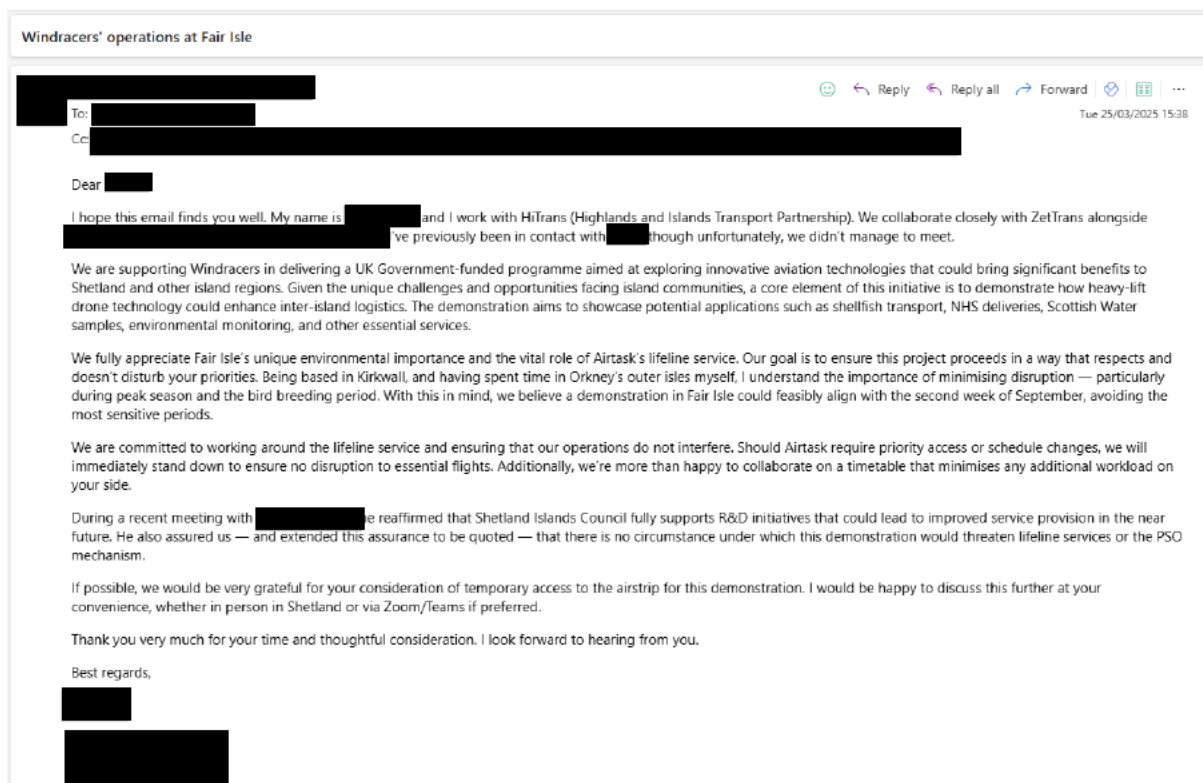 Windracers' operations at Fair Isle
Reply Reply all Forward
To:
Tue 25/03/2025 15:38
Cc:
Dear
I hope this email finds you well. My name is and I work with HiTrans (Highlands and Islands Transport Partnership). We collaborate closely with ZetTrans alongside
've previously been in contact with though unfortunately, we didn't manage to meet.
We are supporting Windracers in delivering a UK Government-funded programme aimed at exploring innovative aviation technologies that could bring significant benefits to
Shetland and other island regions. Given the unique challenges and opportunities facing island communities, a core element of this initiative is to demonstrate how heavy-lift
drone technology could enhance inter-island logistics. The demonstration aims to showcase potential applications such as shellfish transport, NHS deliveries, Scottish Water
samples, environmental monitoring, and other essential services.
We fully appreciate Fair Isle's unique environmental importance and the vital role of Airtask's lifeline service. Our goal is to ensure this project proceeds in a way that respects and
doesn't disturb your priorities. Being based in Kirkwall, and having spent time in Orkney's outer isles myself, I understand the importance of minimising disruption — particularly
during peak season and the bird breeding period. With this in mind, we believe a demonstration in Fair Isle could feasibly align with the second week of September, avoiding the
most sensitive periods.
We are committed to working around the lifeline service and ensuring that our operations do not interfere. Should Airtask require priority access or schedule changes, we will
immediately stand down to ensure no disruption to essential flights. Additionally, we're more than happy to collaborate on a timetable that minimises any additional workload on
your side.
During a recent meeting with e reaffirmed that Shetland Islands Council fully supports R&D initiatives that could lead to improved service provision in the near
future. He also assured us — and extended this assurance to be quoted — that there is no circumstance under which this demonstration would threaten lifeline services or the PSO
mechanism.
If possible, we would be very grateful for your consideration of temporary access to the airstrip for this demonstration. I would be happy to discuss this further at your
convenience, whether in person in Shetland or via Zoom/Teams if preferred.
Thank you very much for your time and thoughtful consideration. I look forward to hearing from you.
Best regards,